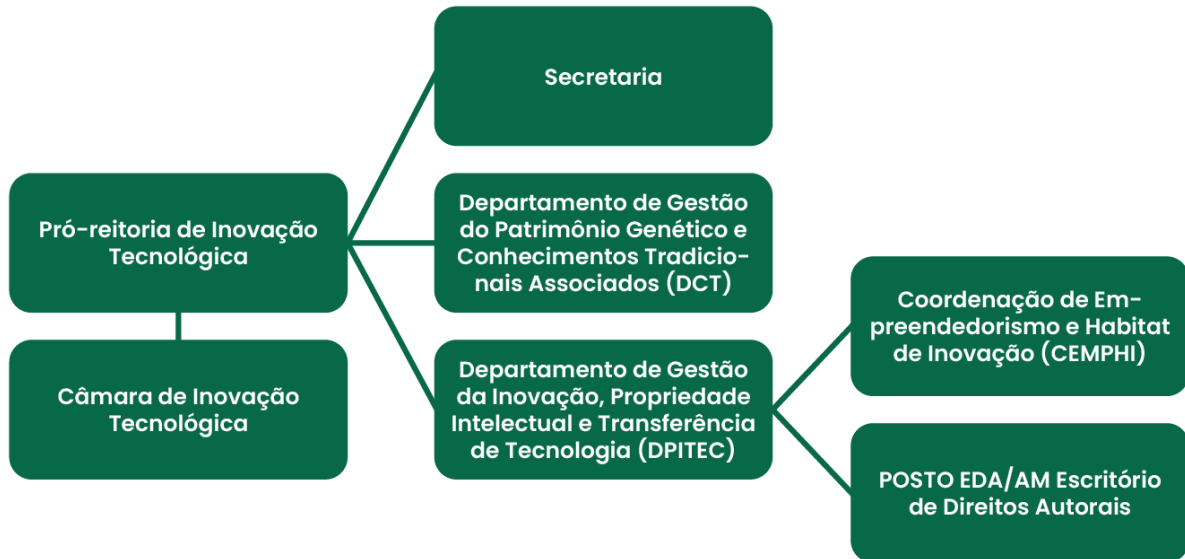 Secretaria
Pró-reitoria de Inovação
Tecnológica
Departamento de Gestão
do Patrimônio Genético e
Conhecimentos Tradicio-
nais Associados (DCT)
Câmara de Inovação
Tecnológica
Departamento de Gestão
da Inovação, Propriedade
Intelectual e Transferência
de Tecnologia (DPITEC)
Coordenação de Em-
preendedorismo e Habitat
de Inovação (CEMPHI)
POSTO EDA/AM Escritório
de Direitos Autorais